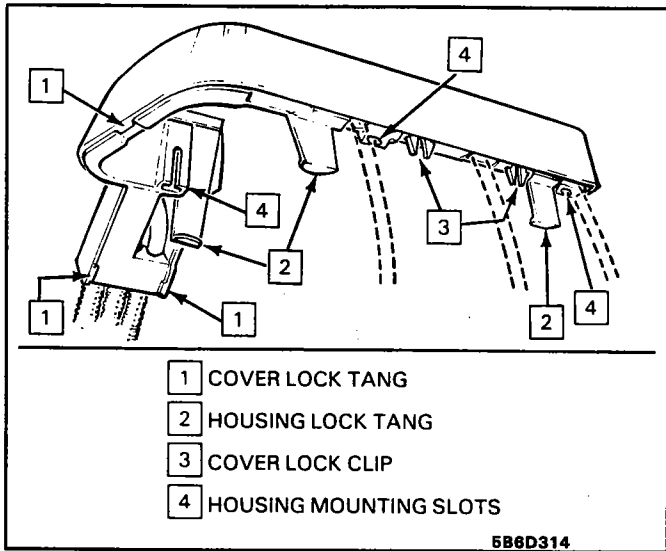 4
1
4
3
2
4
1
1
2
1 COVER LOCK TANG
2 HOUSING LOCK TANG
3 COVER LOCK CLIP
4 HOUSING MOUNTING SLOTS
5B6D314